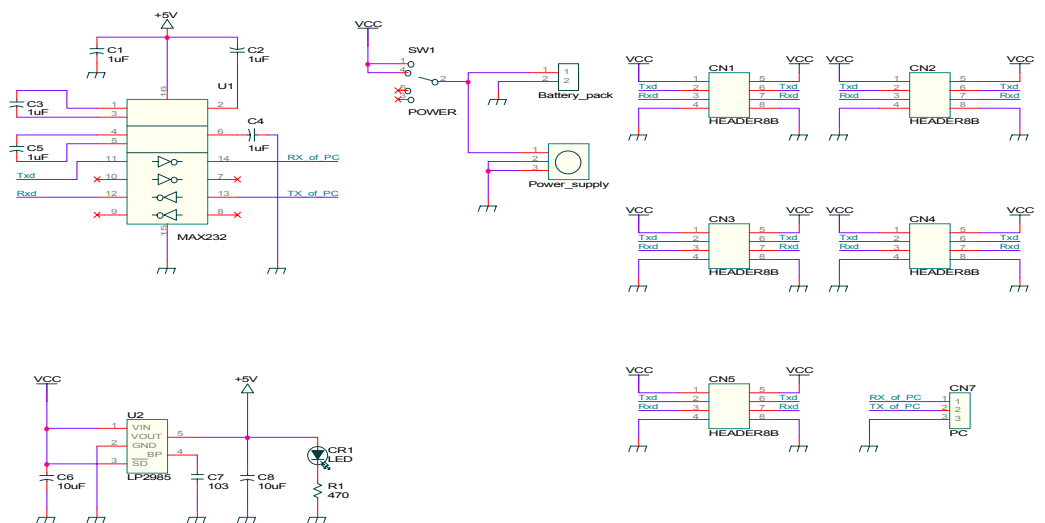 +5V
C1
1uF
C2
1uF
16
U1
C3
1uF
1
3
2
4
5
6
C4
1uF
C5
1uF
11
14
RX_of_PC
Txd
10
7
Rxd
12
13
TX_of_PC
9
8
15
MAX232
VCC
SW1
1
4
2
POWER
1
2
1
2
Battery_pack
1
2
3
Power_supply
VCC
CN1
VCC
1
5
Txd
2
6
Txd
Rxd
3
7
Rxd
4
8
HEADER8B
VCC
CN2
VCC
1
5
Txd
2
6
Txd
Rxd
3
7
Rxd
4
8
HEADER8B
VCC
CN3
VCC
1
5
Txd
2
6
Txd
Rxd
3
7
Rxd
4
8
HEADER8B
VCC
CN4
VCC
1
5
Txd
2
6
Txd
Rxd
3
7
Rxd
4
8
HEADER8B
VCC
+5V
U2
1
VIN
VOUT
5
2
GND
BP
4
3
SD
LP2985
C6
10uF
C7
103
C8
10uF
CR1
LED
R1
470
VCC
CN5
VCC
1
5
Txd
2
6
Txd
Rxd
3
7
Rxd
4
8
HEADER8B
CN7
RX_of_PC
1
1
TX_of_PC
2
2
3
3
PC